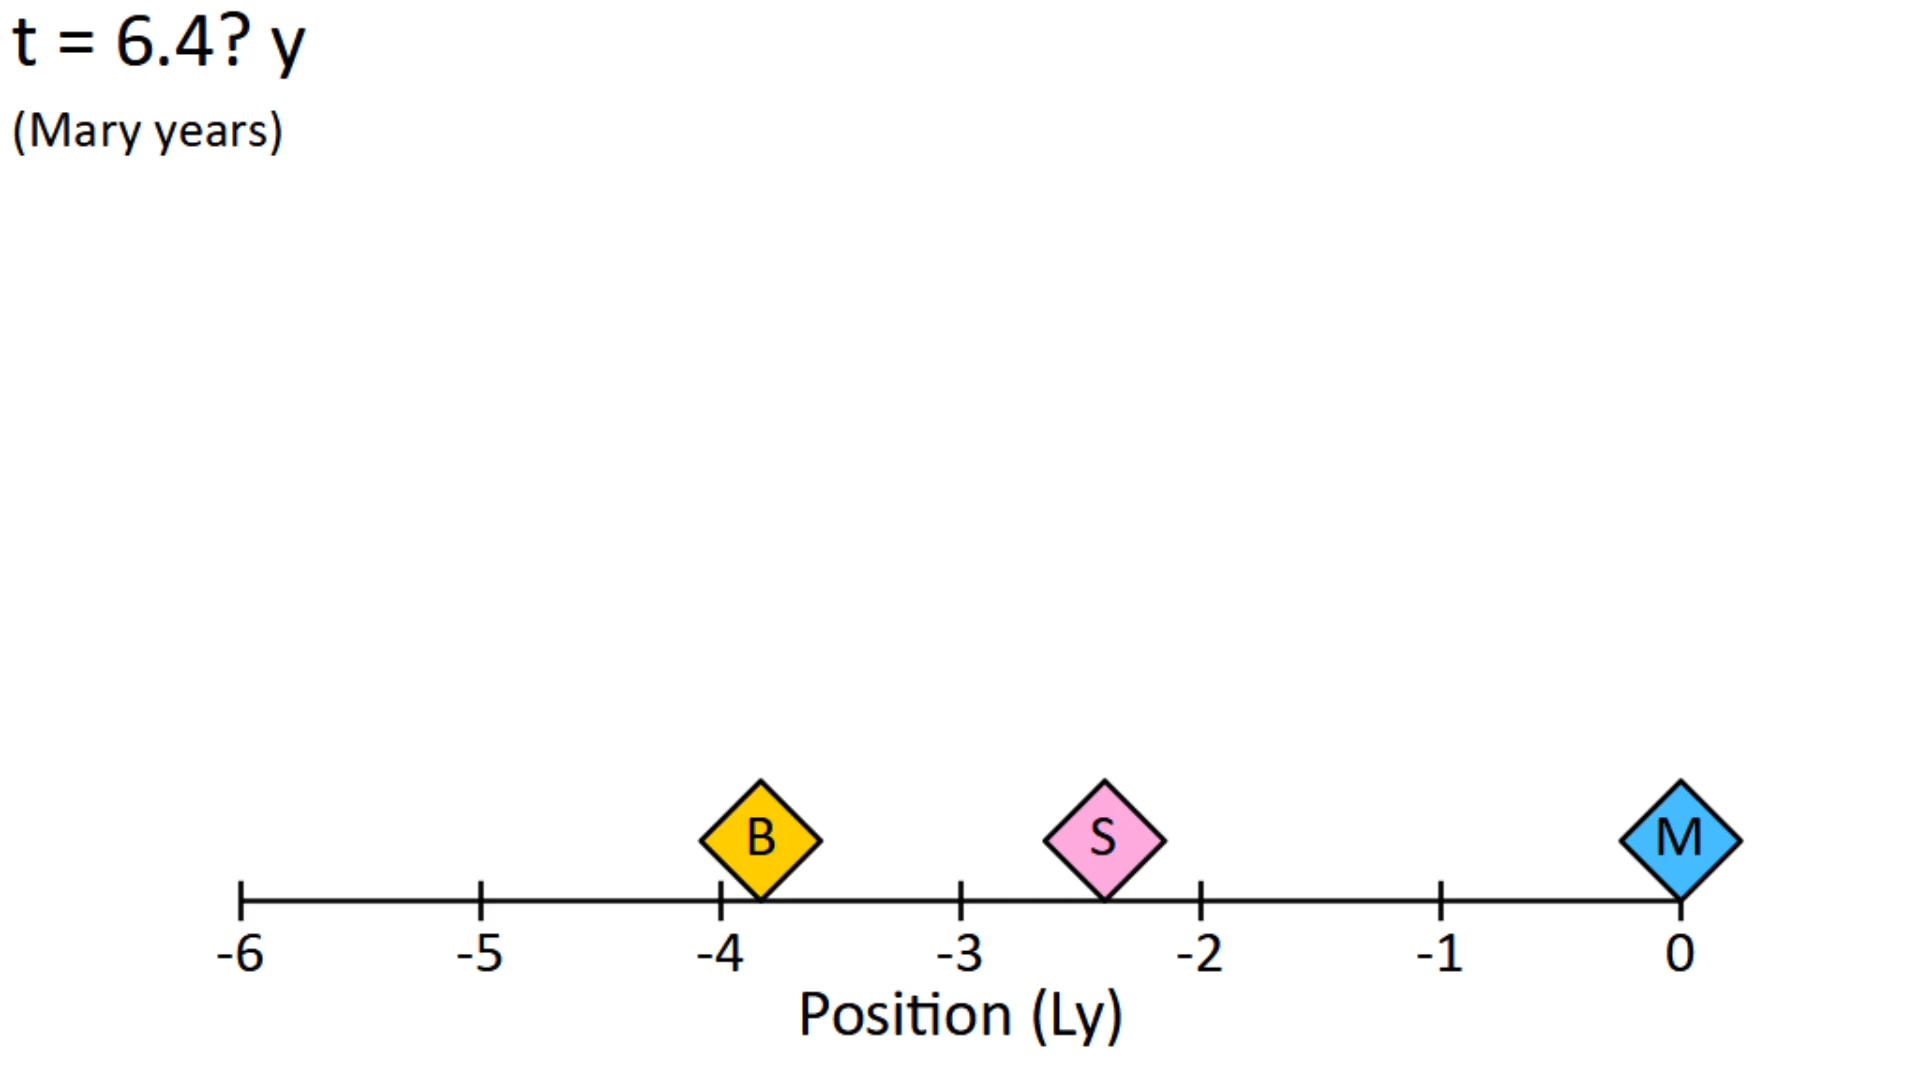 t = 6.4? y
(Mary years)
B S M
-6 -5 -4 -3 -2 -1 0
Position (Ly)